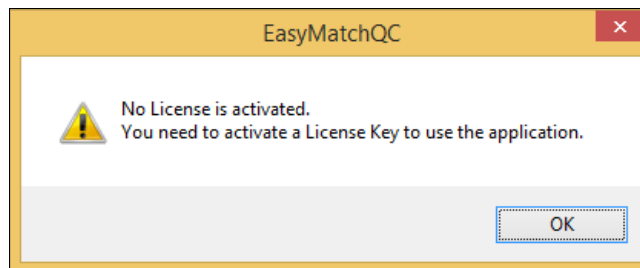 EasyMatchQC
No License is activated.
You need to activate a License Key to use the application.
OK